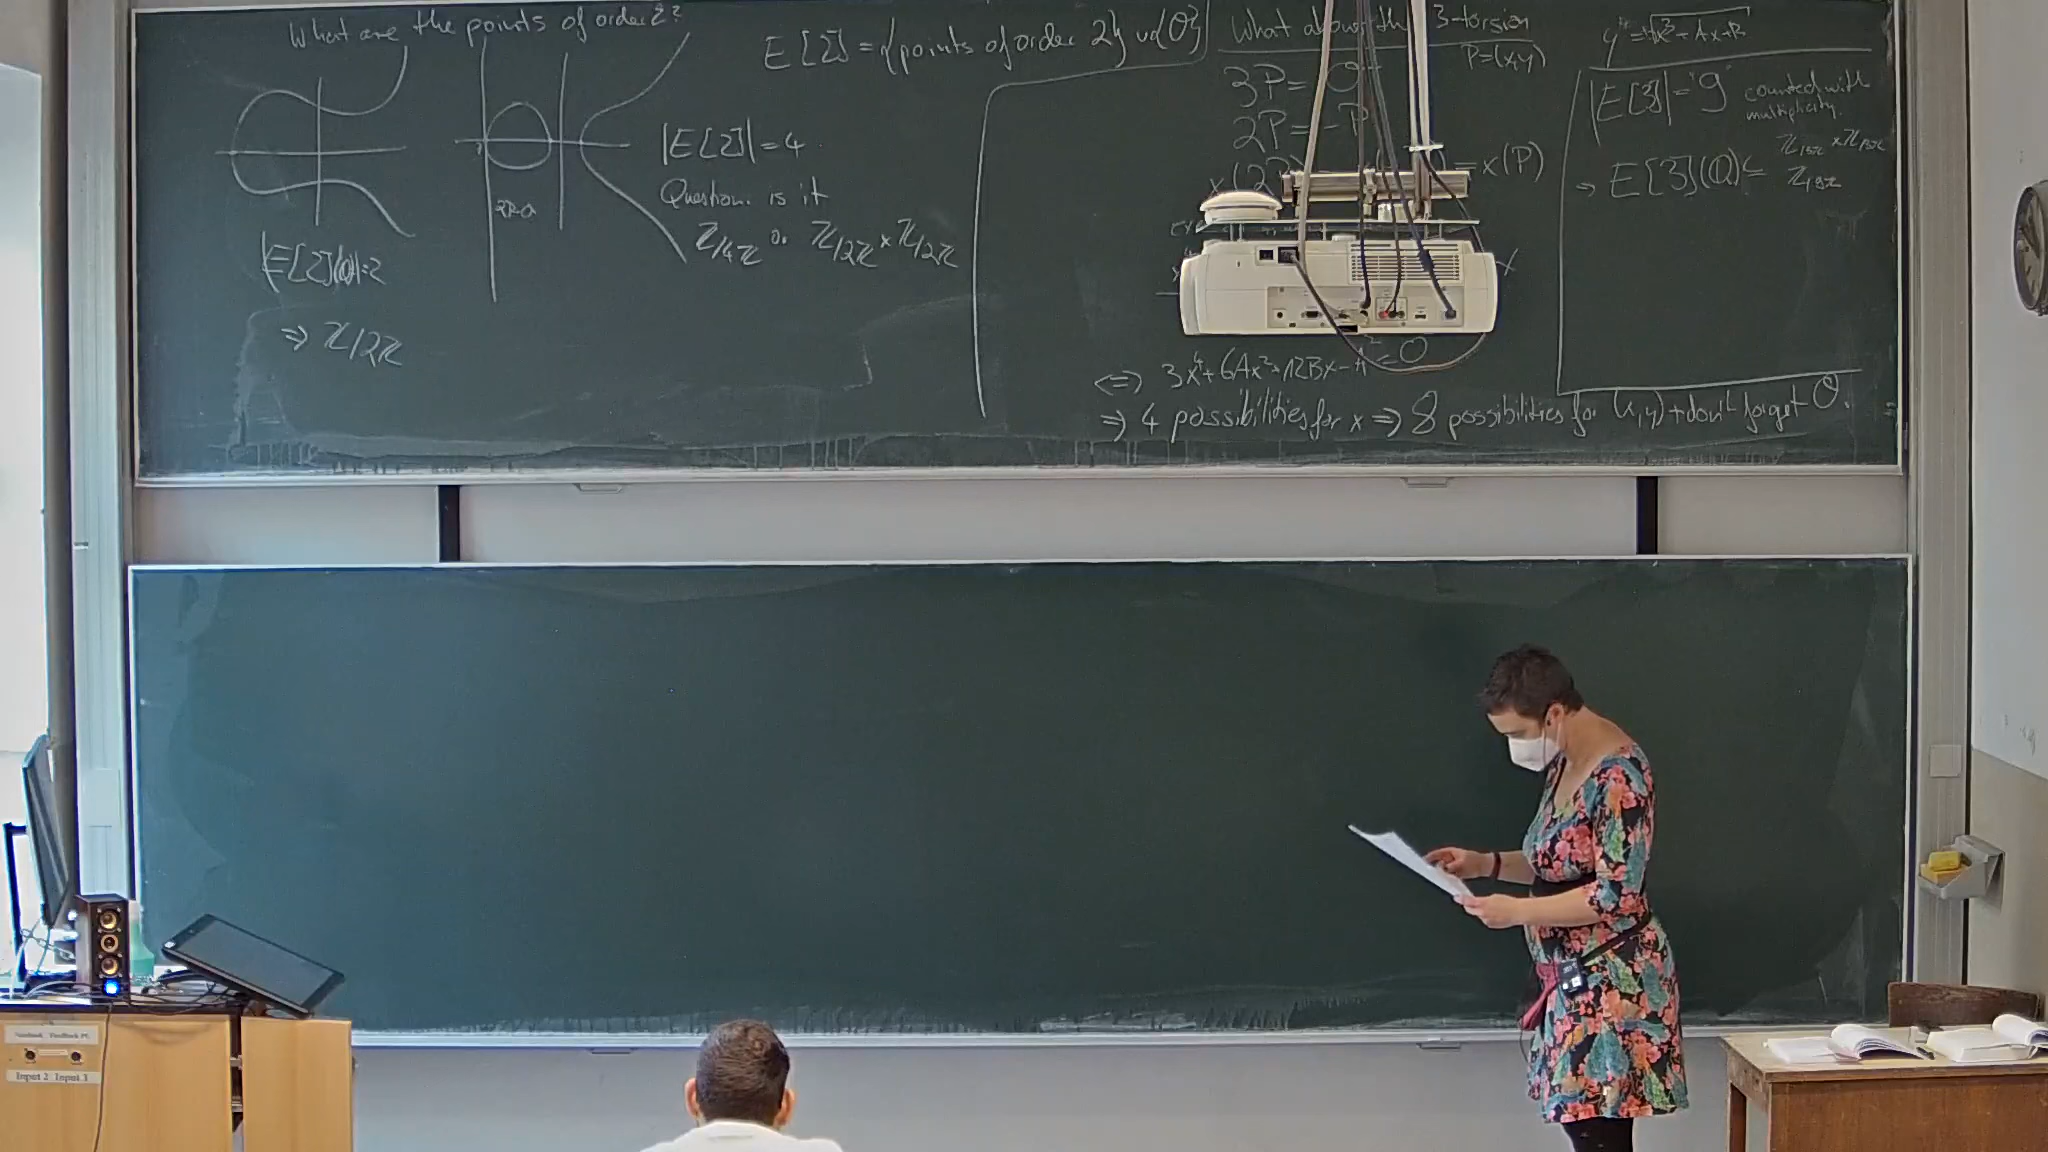 What are the points of order 2?
E[2] = {points of order 2} ∪ {O}
|E[2]| = 4
Question: is it
Z/4Z or Z/2Z × Z/2Z
|E[2](Q)|=2
⇒ Z/2Z
What about the 3-torsion
P=(x,y)
3P = O
2P = -P
x(2P) = x(P)
⇔ 3x⁴+6Ax²+12Bx-A²=0
⇒ 4 possibilities for x ⇒ 8 possibilities for (x,y) + don't forget O.
|E[3]| = "9" counted with
multiplicity.
⇒ E[3](Q) ⊆ Z/3Z × Z/3Z
Z/9Z
Input 2 Input 3